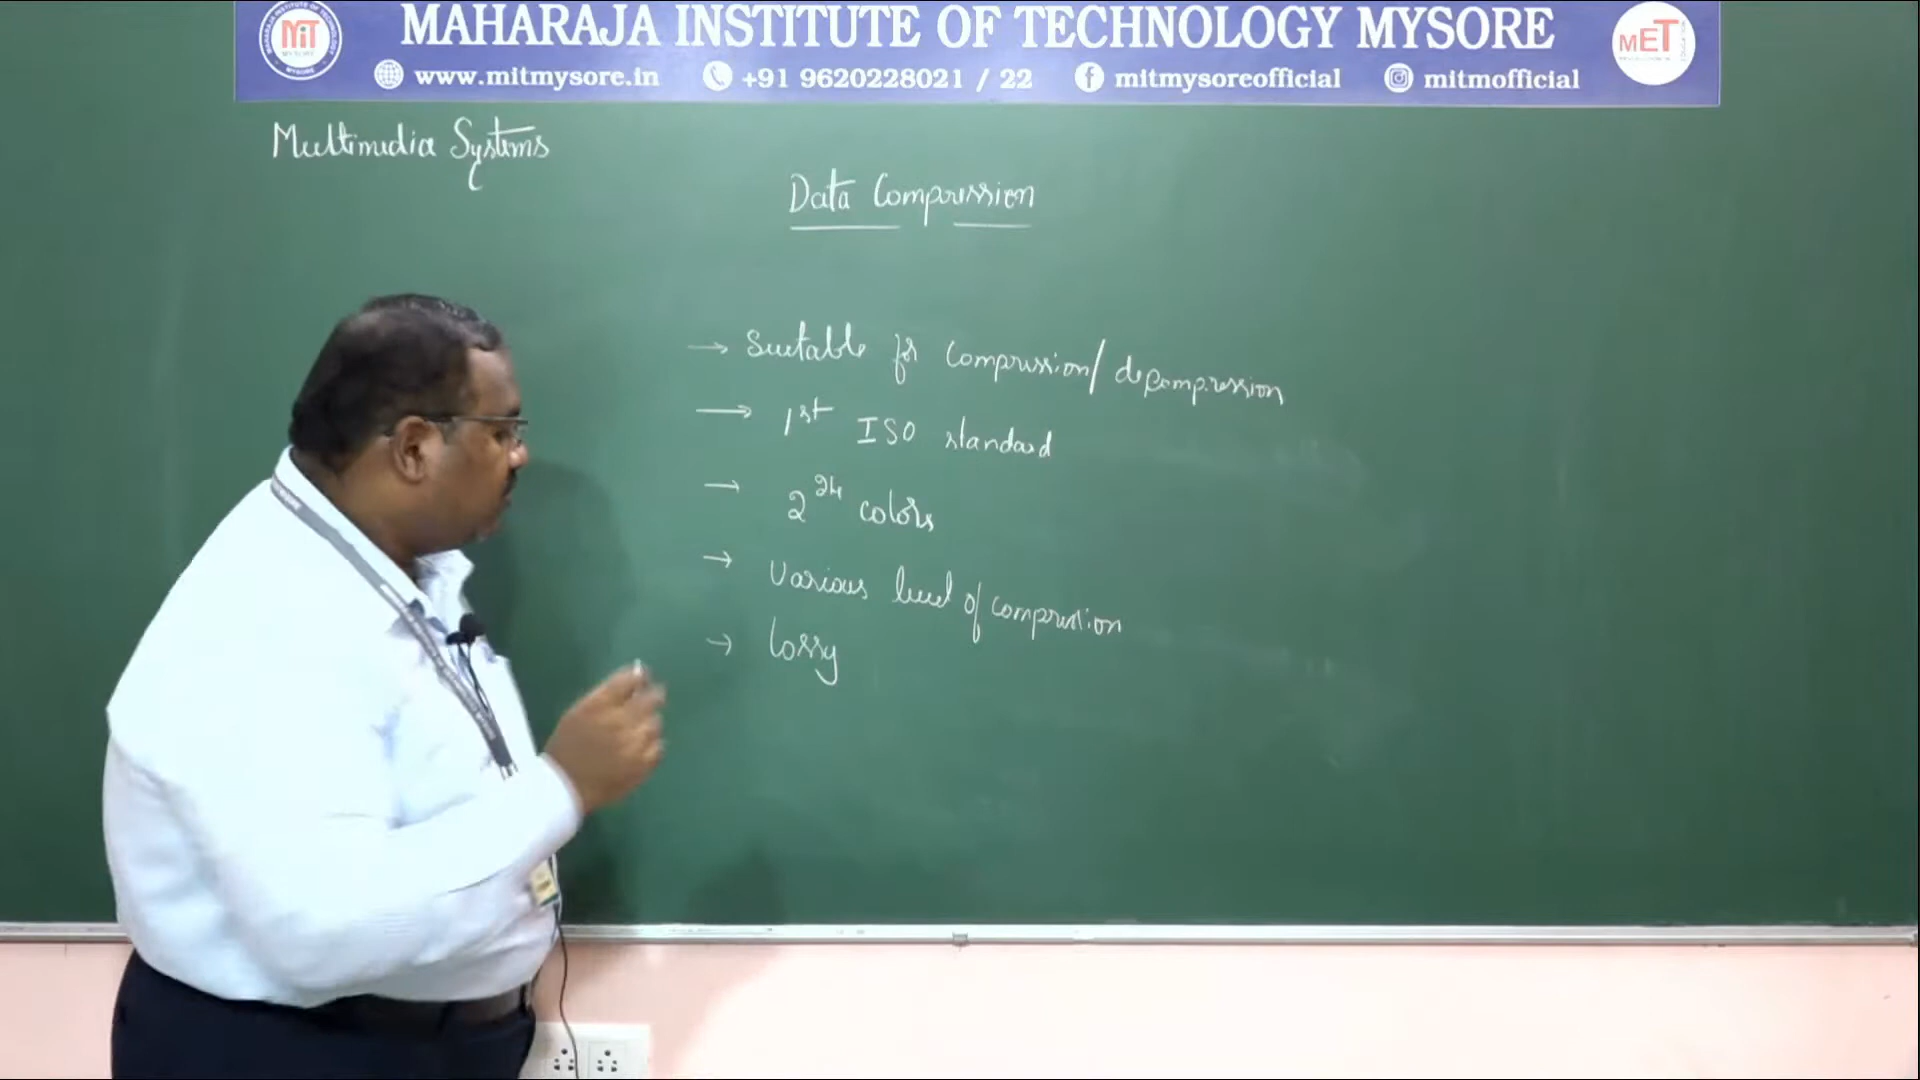 MAHARAJA INSTITUTE OF TECHNOLOGY MYSORE
www.mitmysore.in +91 9620228021 / 22 mitmysoreofficial mitmofficial
MIT
MYSORE
MET
Multimedia Systems
Data Compression
→ Suitable for compression/ decompression
→ 1st ISO standard
→ 2^24 colors
→ Various level of compression
→ lossy